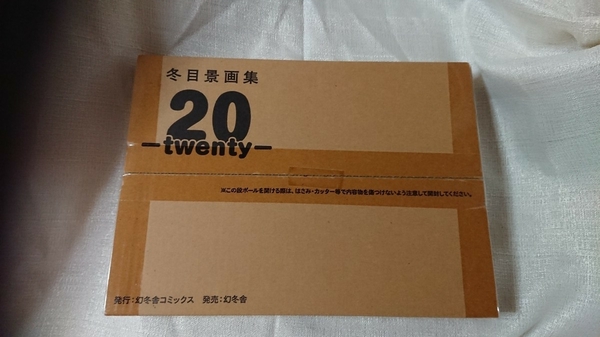 冬目景画集
20
-twenty-
※この段ボールを開ける際は、はさみ・カッター等で内容物を傷つけないよう注意して開封してください。
発行：幻冬舎コミックス 発売：幻冬舎